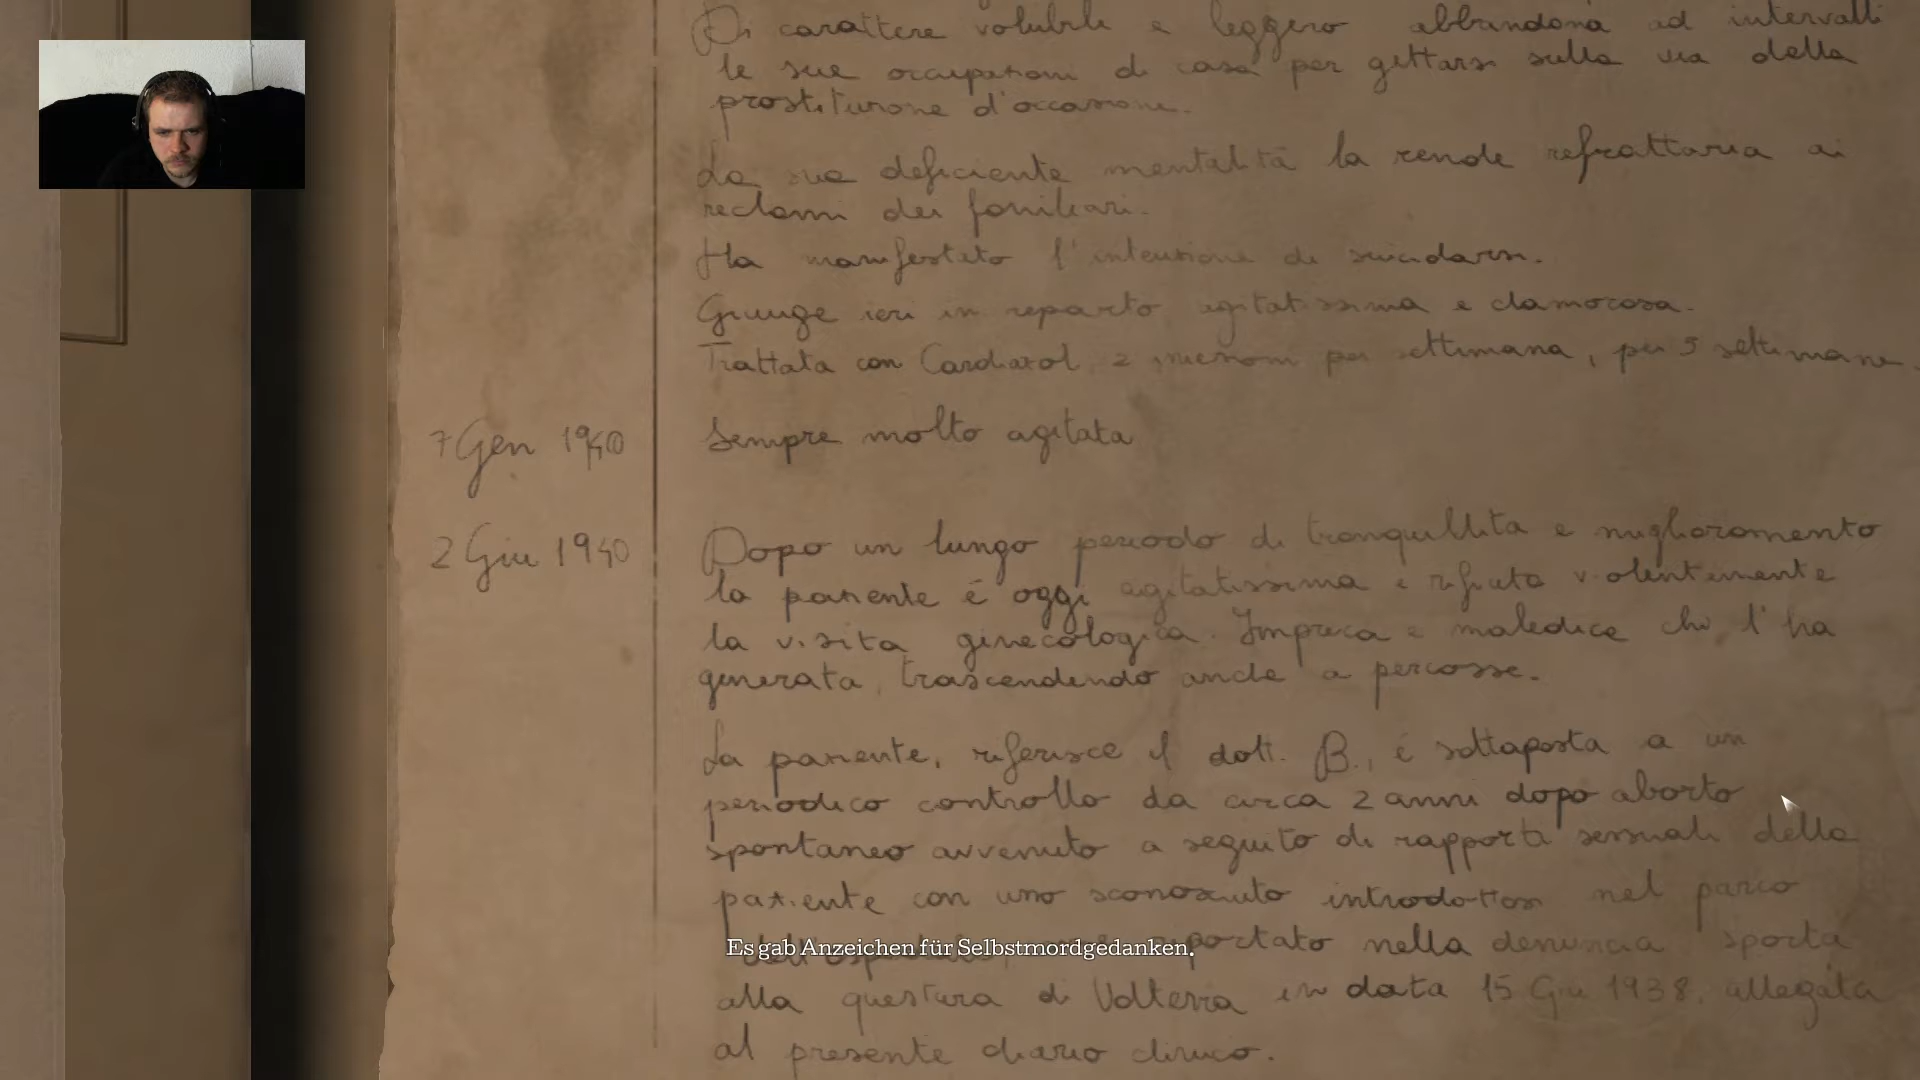 Di carattere volubile e leggero abbandona ad intervalli
le sue occupazioni di casa per gettarsi sulla via della
prostituzione d'occasione.
La sua deficiente mentalità la rende refrattaria ai
reclami dei familiari.
Ha manifestato l'intenzione di suicidarsi.
Giunge ieri in reparto agitatissima e clamorosa.
Trattata con Cardiazol, 2 iniezioni per settimana, per 5 settimane
7 Gen 1940 Sempre molto agitata
2 Giu 1940 Dopo un lungo periodo di tranquillità e miglioramento
la paziente é oggi agitatissima e rifiuta violentemente
la visita ginecologica. Impreca e maledice chi l'ha
generata, trascendendo anche a percosse.
La paziente, riferisce il dott. B., é sottoposta a un
periodico controllo da circa 2 anni dopo aborto
spontaneo avvenuto a seguito di rapporti sessuali della
paziente con uno sconosciuto introdottosi nel parco
dell'ospedale, riportato nella denuncia sporta
Es gab Anzeichen für Selbstmordgedanken.
alla questura di Volterra in data 15 Giu 1938, allegata
al presente diario clinico.